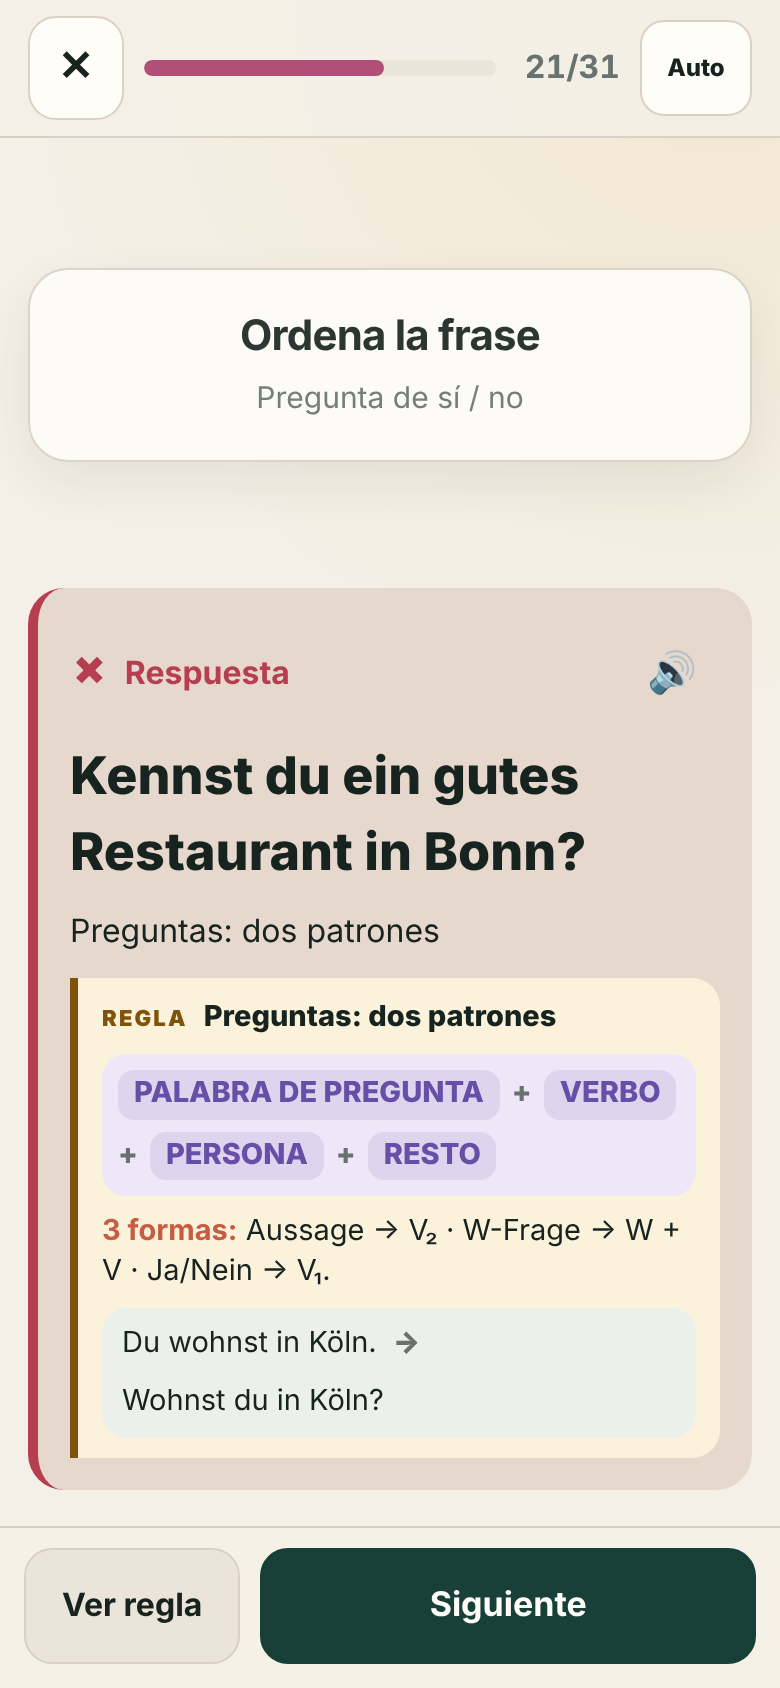 ✕ 21/31 Auto
Ordena la frase
Pregunta de sí / no
✖ Respuesta 🔊
Kennst du ein gutes
Restaurant in Bonn?
Preguntas: dos patrones
REGLA Preguntas: dos patrones
PALABRA DE PREGUNTA + VERBO
+ PERSONA + RESTO
3 formas: Aussage → V₂ · W-Frage → W +
V · Ja/Nein → V₁.
Du wohnst in Köln. →
Wohnst du in Köln?
Ver regla Siguiente